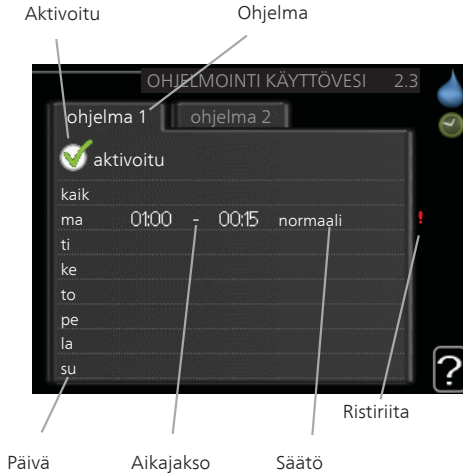 Aktivoitu Ohjelma
OHJELMOINTI KÄYTTÖVESI 2.3
ohjelma 1 ohjelma 2
aktivoitu
kaik
ma 01:00 - 00:15 normaali !
ti
ke
to
pe
la
su ?
Ristiriita
Päivä Aikajakso Säätö